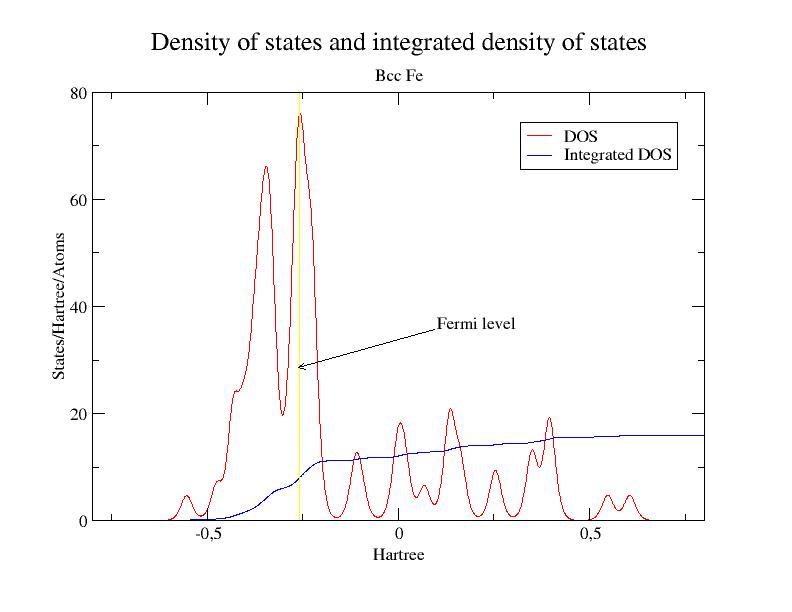 Density of states and integrated density of states
Bcc Fe
80
60
40
20
0
States/Hartree/Atoms
DOS
Integrated DOS
Fermi level
-0,5
0
0,5
Hartree